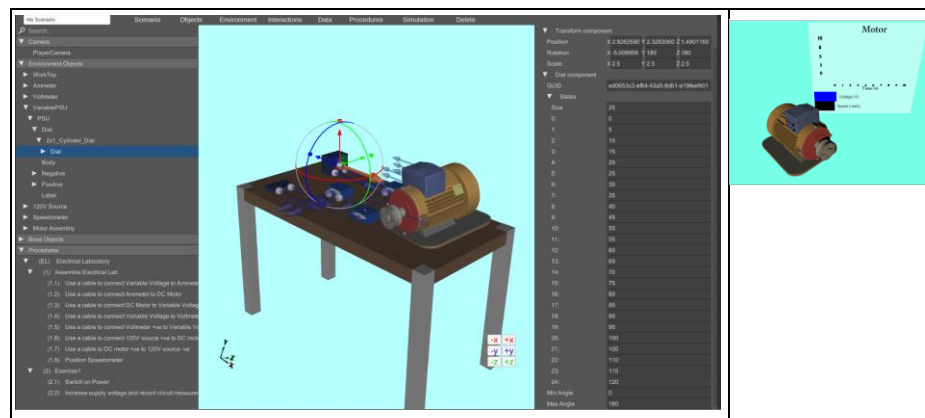 My Scenario
Scenario Objects Environment Interactions Data Procedures Simulation Delete
Search...
Camera
PlayerCamera
Environment Objects
WorkTop
Ammeter
Voltmeter
VariablePSU
PSU
Dial
2x1_Cylinder_Dial
Dial
Body
Negative
Positive
Label
120V Source
Speedometer
Motor Assembly
Base Objects
Procedures
(EL) Electrical Laboratory
(1) Assemble Electrical Lab
(1.1) Use a cable to connect Variable Voltage to Ammete
(1.2) Use a cable to connect Ammeter to DC Motor
(1.3) Use a cable to connect DC Motor to Variable Voltag
(1.4) Use a cable to connect Variable Voltage to Voltmeter
(1.5) Use a cable to connect Voltmeter +ve to Variable Vo
(1.6) Use a cable to connect 120V source +ve to DC moto
(1.7) Use a cable to DC motor +ve to 120V source -ve
(1.8) Position Speedometer
(2) Exercise1
(2.1) Switch on Power
(2.2) Increase supply voltage and record circuit measurer
y
z
x
-x +x
-y +y
-z +z
Transform component
Position X Y Z
Rotation X Y 180 Z 180
Scale X 2.5 Y 2.5 Z 2.5
Dial component
GUID
States
Size 25
0: 0
1: 5
2: 10
3: 15
4: 20
5: 25
6: 30
7: 35
8: 40
9: 45
10: 50
11: 55
12: 60
13: 65
14: 70
15: 75
16: 80
17: 85
18: 90
19: 95
20: 100
21: 105
22: 110
23: 115
24: 120
Min Angle 0
Max Angle 180
Motor
10
Time (s)
Voltage (V)
Speed (rad/s)